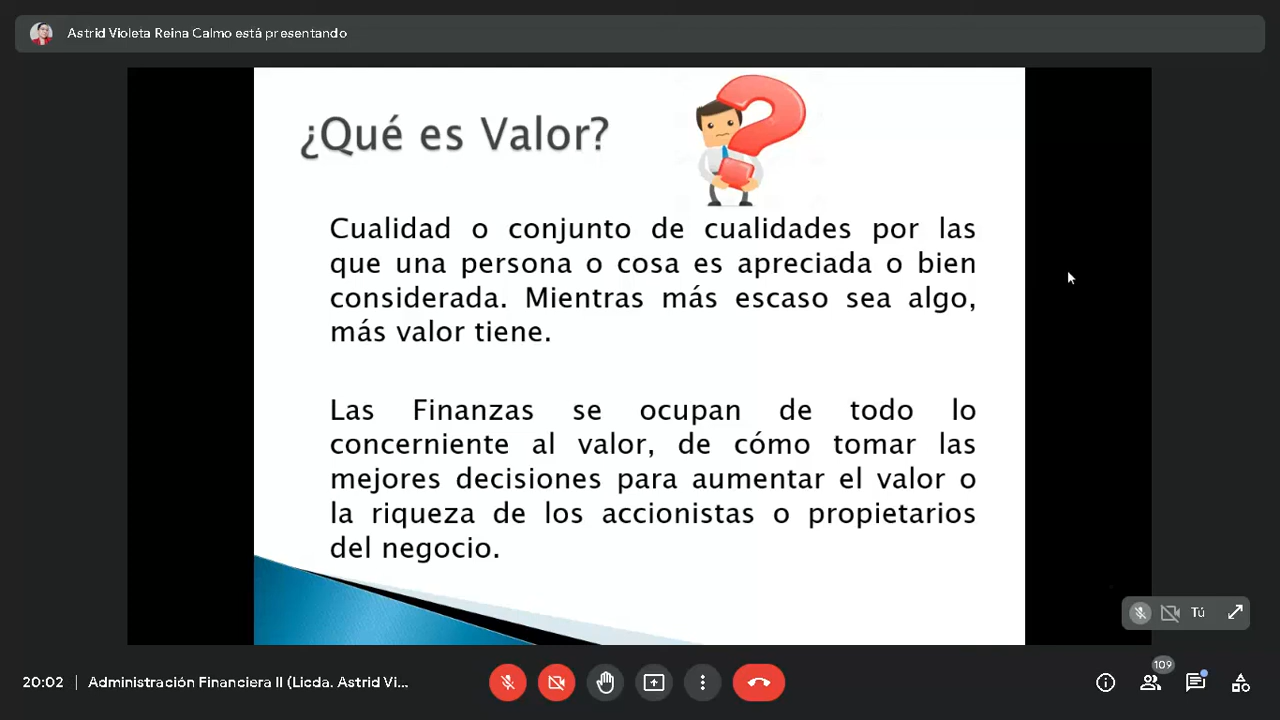 Astrid Violeta Reina Calmo está presentando
¿Qué es Valor?
Cualidad o conjunto de cualidades por las
que una persona o cosa es apreciada o bien
considerada. Mientras más escaso sea algo,
más valor tiene.
Las Finanzas se ocupan de todo lo
concerniente al valor, de cómo tomar las
mejores decisiones para aumentar el valor o
la riqueza de los accionistas o propietarios
del negocio.
Tú
20:02 | Administración Financiera II (Licda. Astrid Vi...
109